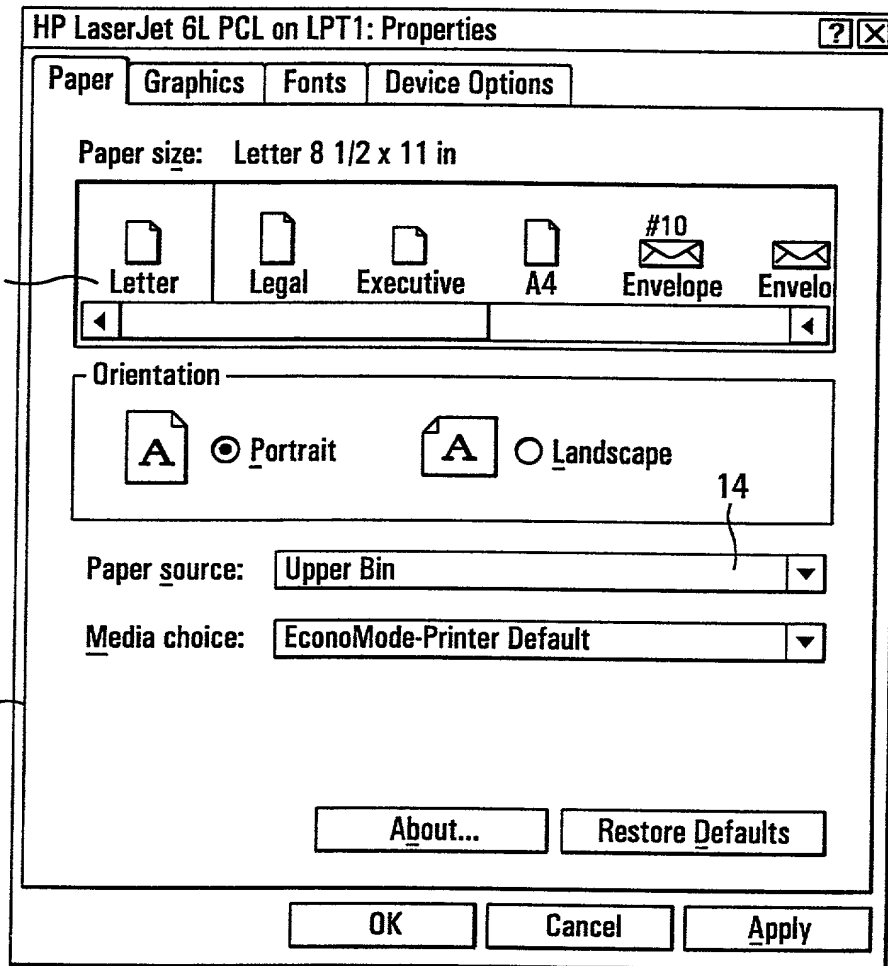 HP LaserJet 6L PCL on LPT1: Properties ? X
Paper Graphics Fonts Device Options
Paper size: Letter 8 1/2 x 11 in
#10
Letter Legal Executive A4 Envelope Envelo
Orientation
A Portrait A Landscape
14
Paper source: Upper Bin
Media choice: EconoMode-Printer Default
About... Restore Defaults
OK Cancel Apply